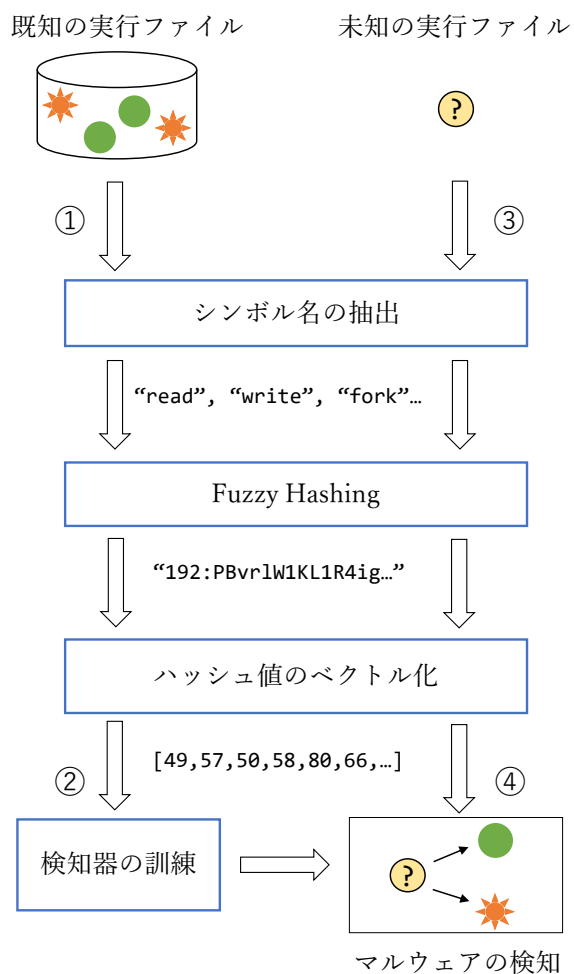 既知の実行ファイル
未知の実行ファイル
?
①
③
シンボル名の抽出
“read”, “write”, “fork”…
Fuzzy Hashing
“192:PBvrlW1KL1R4ig…”
ハッシュ値のベクトル化
②
[49,57,50,58,80,66,…]
④
検知器の訓練
?
マルウェアの検知